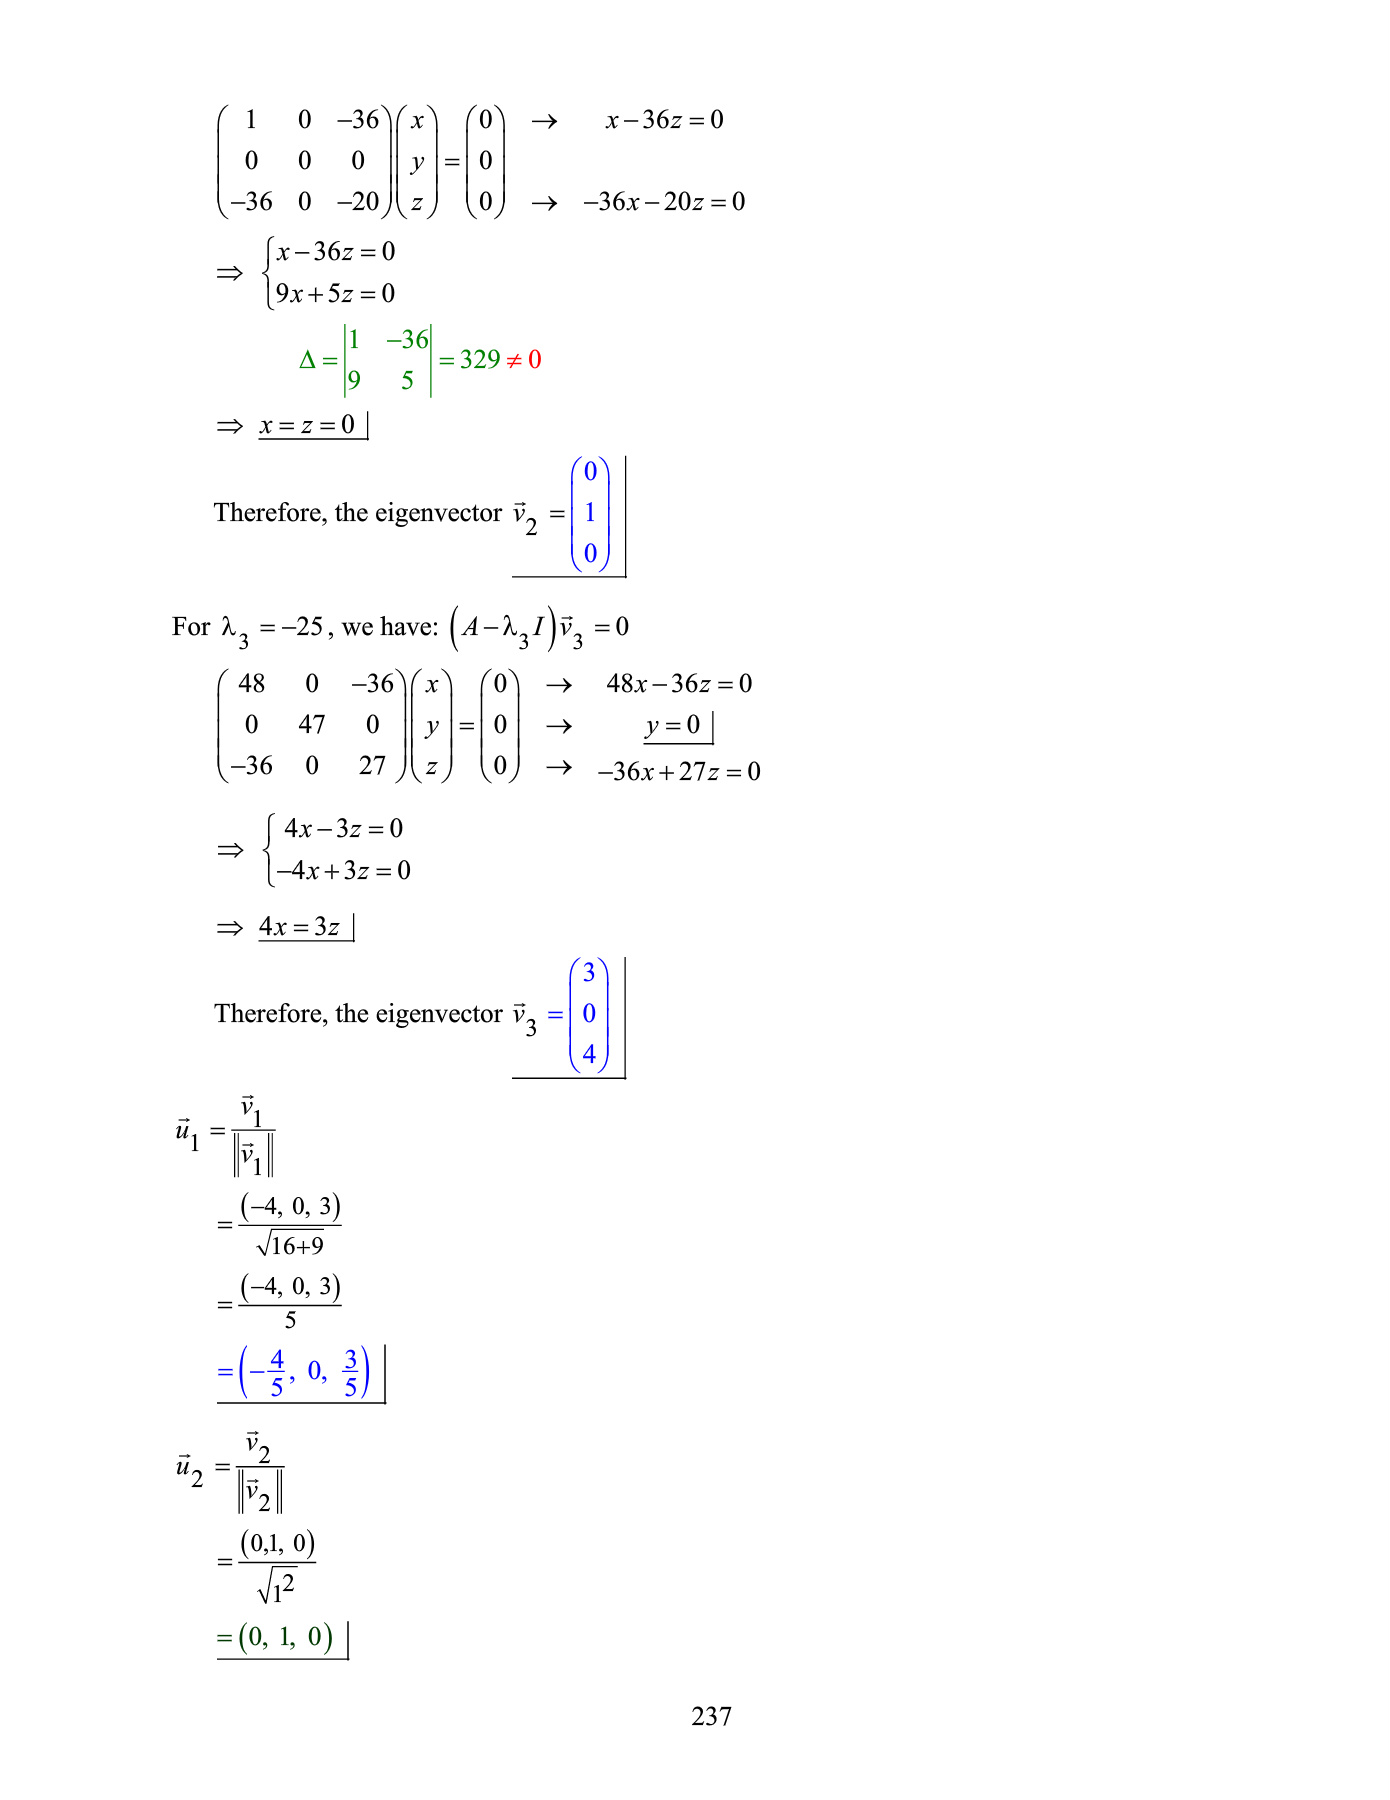 $\begin{pmatrix} 1 & 0 & -36 \\ 0 & 0 & 0 \\ -36 & 0 & -20 \end{pmatrix} \begin{pmatrix} x \\ y \\ z \end{pmatrix} = \begin{pmatrix} 0 \\ 0 \\ 0 \end{pmatrix} \begin{matrix} \rightarrow & x - 36z = 0 \\ & \\ \rightarrow & -36x - 20z = 0 \end{matrix}$
$\Rightarrow \begin{cases} x - 36z = 0 \\ 9x + 5z = 0 \end{cases}$
$\Delta = \begin{vmatrix} 1 & -36 \\ 9 & 5 \end{vmatrix} = 329 \neq 0$
$\Rightarrow \underline{x = z = 0 |}$
Therefore, the eigenvector $\vec{v}_2 = \begin{pmatrix} 0 \\ 1 \\ 0 \end{pmatrix}$
For $\lambda_3 = -25$, we have: $(A - \lambda_3 I)\vec{v}_3 = 0$
$\begin{pmatrix} 48 & 0 & -36 \\ 0 & 47 & 0 \\ -36 & 0 & 27 \end{pmatrix} \begin{pmatrix} x \\ y \\ z \end{pmatrix} = \begin{pmatrix} 0 \\ 0 \\ 0 \end{pmatrix} \begin{matrix} \rightarrow & 48x - 36z = 0 \\ \rightarrow & \underline{y = 0 |} \\ \rightarrow & -36x + 27z = 0 \end{matrix}$
$\Rightarrow \begin{cases} 4x - 3z = 0 \\ -4x + 3z = 0 \end{cases}$
$\Rightarrow \underline{4x = 3z |}$
Therefore, the eigenvector $\vec{v}_3 = \begin{pmatrix} 3 \\ 0 \\ 4 \end{pmatrix}$
$\vec{u}_1 = \frac{\vec{v}_1}{\|\vec{v}_1\|}$
$= \frac{(-4, 0, 3)}{\sqrt{16+9}}$
$= \frac{(-4, 0, 3)}{5}$
$= \left(-\frac{4}{5}, 0, \frac{3}{5}\right)$
$\vec{u}_2 = \frac{\vec{v}_2}{\|\vec{v}_2\|}$
$= \frac{(0,1, 0)}{\sqrt{1^2}}$
$= (0, 1, 0)$
237